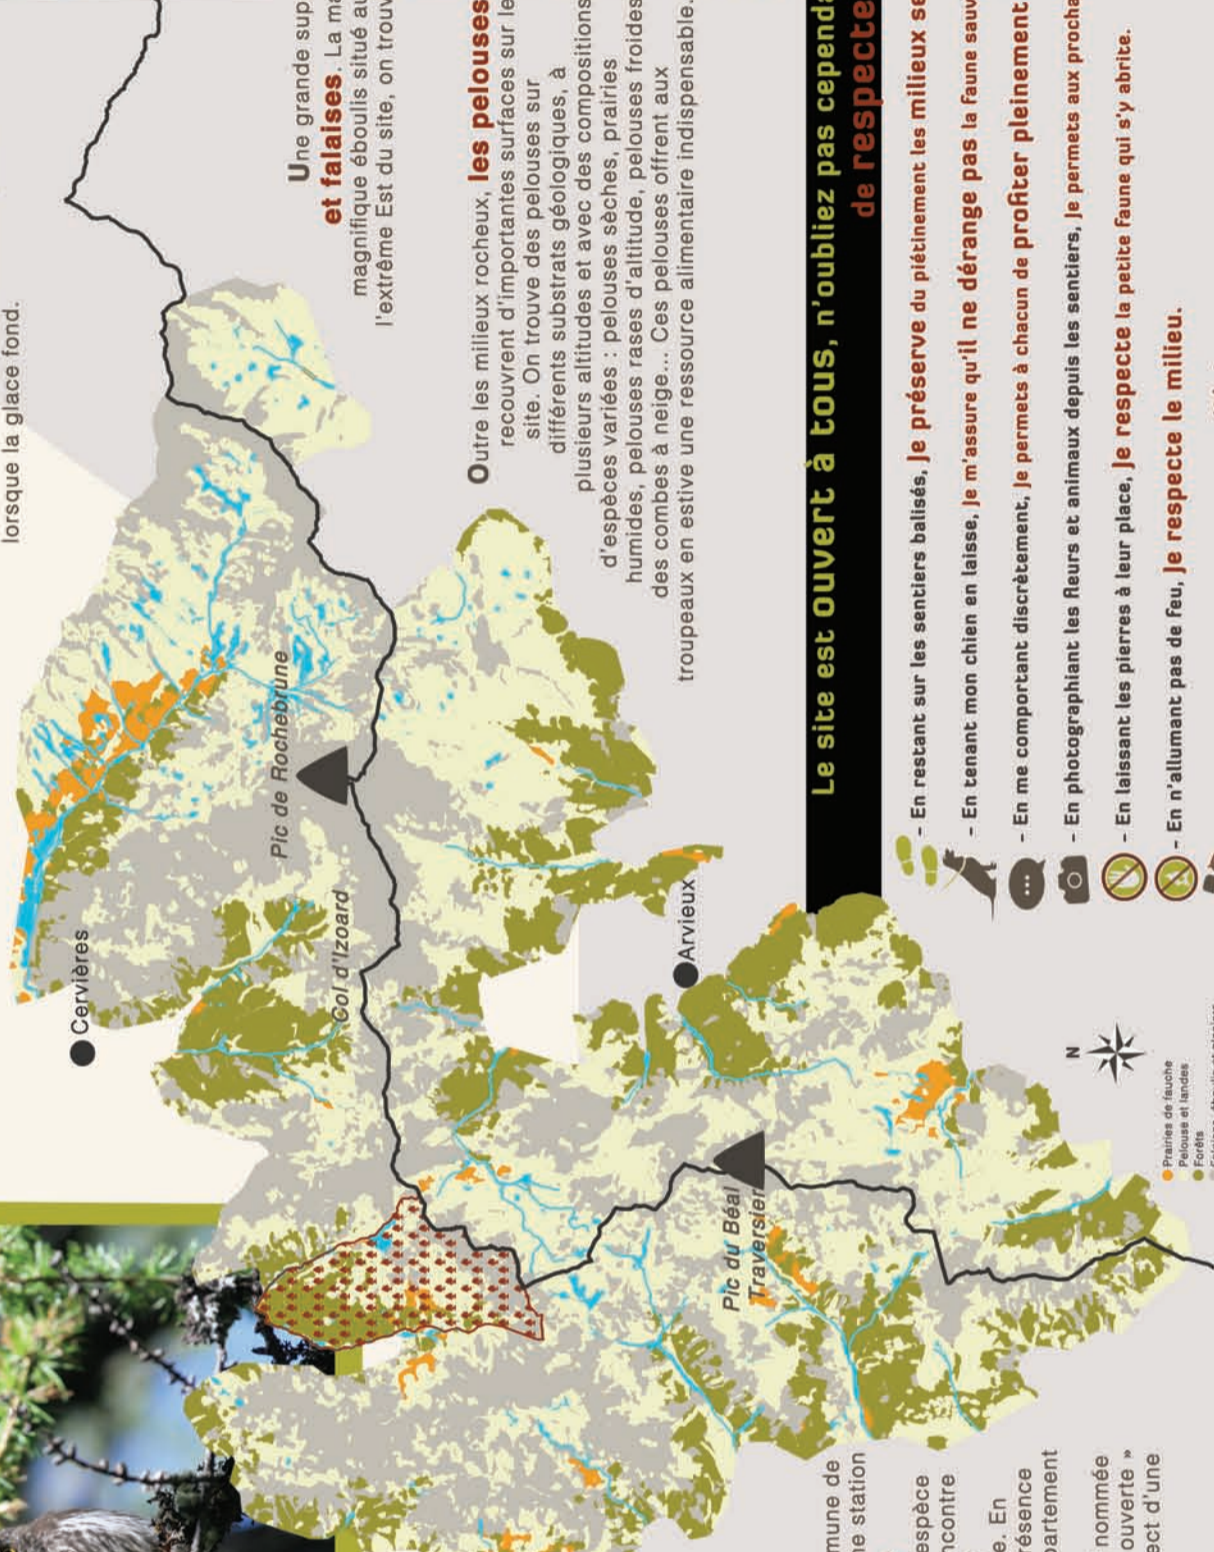 lorsque la glace fond.
Une grande sup
et falaises. La ma
magnifique éboulis situé au
l'extrême Est du site, on trouv
Outre les milieux rocheux, les pelouses
recouvrent d'importantes surfaces sur le
site. On trouve des pelouses sur
différents substrats géologiques, à
plusieurs altitudes et avec des compositions
d'espèces variées : pelouses sèches, prairies
humides, pelouses rases d'altitude, pelouses froides
des combes à neige... Ces pelouses offrent aux
troupeaux en estive une ressource alimentaire indispensable.
Cervières
Pic de Rochebrune
Col d'Izoard
Arvieux
Pic du Béal
Traversier
Le site est ouvert à tous, n'oubliez pas cependa
de respecte
- En restant sur les sentiers balisés, Je préserve du piétinement les milieux se
- En tenant mon chien en laisse, Je m'assure qu'il ne dérange pas la faune sauv
- En me comportant discrètement, Je permets à chacun de profiter pleinement
- En photographiant les fleurs et animaux depuis les sentiers, Je permets aux procha
- En laissant les pierres à leur place, Je respecte la petite faune qui s'y abrite.
- En n'allumant pas de feu, Je respecte le milieu.
N
Prairies de fauche
Pelouse et landes
Forêts
mune de
ne station
espèce
ncontre
e. En
résence
partement
nommée
ouverte »
ect d'une